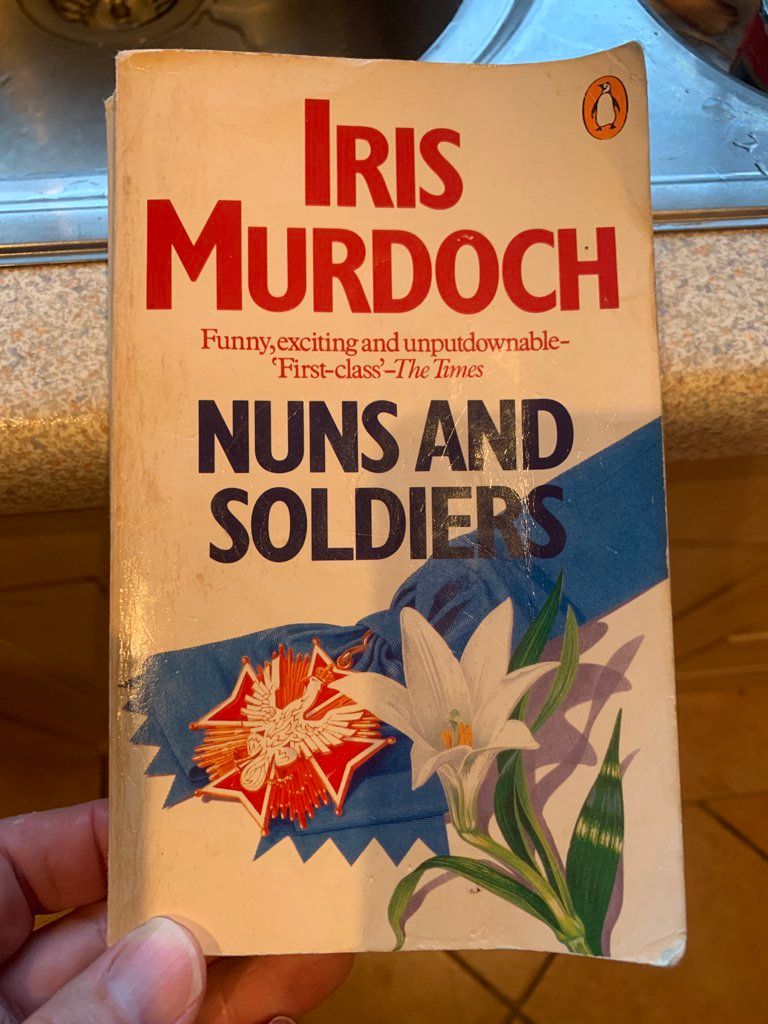 IRIS
MURDOCH
Funny, exciting and unputdownable–
‘First-class’–The Times
NUNS AND
SOLDIERS